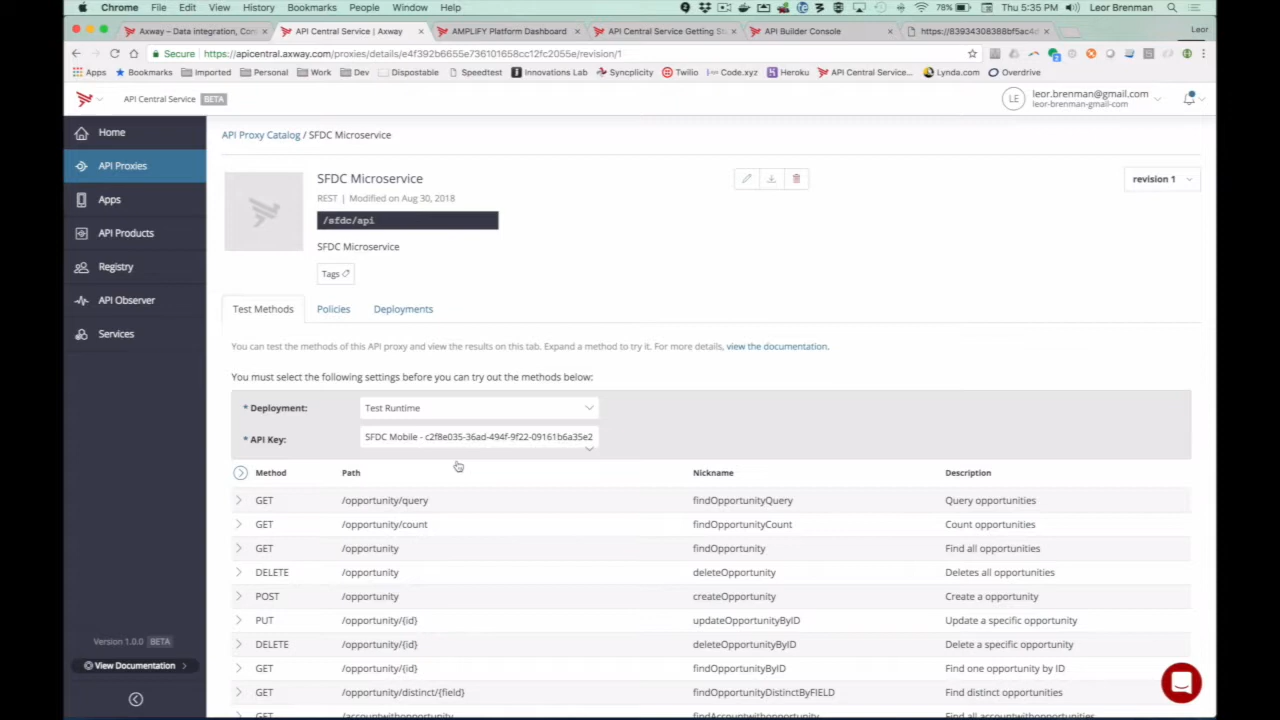 Chrome File Edit View History Bookmarks People Window Help 78% Thu 5:35 PM Leor Brenman
Axway – Data integration, Con API Central Service | Axway AMPLIFY Platform Dashboard API Central Service Getting St API Builder Console https://83934308388bf5ac4 Leor
Secure https://apicentral.axway.com/proxies/details/e4f392b6655e736101658cc12fc2055e/revision/1
Apps Bookmarks Imported Personal Work Dev Dispostable Speedtest Innovations Lab Syncplicity Twilio Code.xyz Heroku API Central Service... Lynda.com Overdrive
API Central Service BETA
LE leor.brenman@gmail.com
leor-brenman-gmail-com
Home
API Proxies
Apps
API Products
Registry
API Observer
Services
Version 1.0.0 BETA
View Documentation
API Proxy Catalog / SFDC Microservice
SFDC Microservice
revision 1
REST | Modified on Aug 30, 2018
/sfdc/api
SFDC Microservice
Tags
Test Methods Policies Deployments
You can test the methods of this API proxy and view the results on this tab. Expand a method to try it. For more details, view the documentation.
You must select the following settings before you can try out the methods below:
* Deployment: Test Runtime
* API Key: SFDC Mobile - c2f8e035-36ad-494f-9f22-09161b6a35e2
Method Path Nickname Description
GET /opportunity/query findOpportunityQuery Query opportunities
GET /opportunity/count findOpportunityCount Count opportunities
GET /opportunity findOpportunity Find all opportunities
DELETE /opportunity deleteOpportunity Deletes all opportunities
POST /opportunity createOpportunity Create a opportunity
PUT /opportunity/{id} updateOpportunityByID Update a specific opportunity
DELETE /opportunity/{id} deleteOpportunityByID Delete a specific opportunity
GET /opportunity/{id} findOpportunityByID Find one opportunity by ID
GET /opportunity/distinct/{field} findOpportunityDistinctByFIELD Find distinct opportunities
GET /accountwithopportunity findAccountwithopportunity